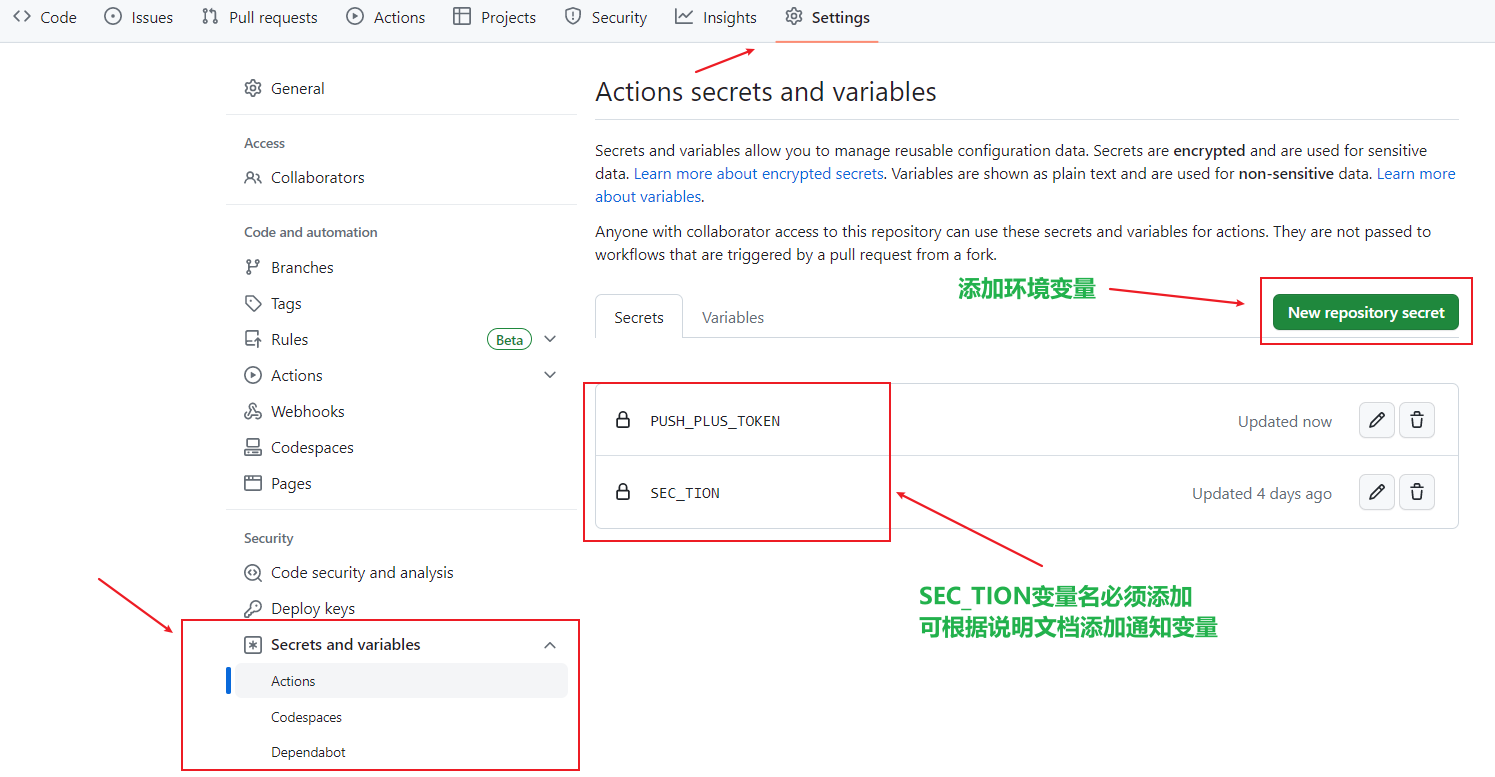 Code Issues Pull requests Actions Projects Security Insights Settings
General
Access
Collaborators
Code and automation
Branches
Tags
Rules Beta
Actions
Webhooks
Codespaces
Pages
Security
Code security and analysis
Deploy keys
Secrets and variables
Actions
Codespaces
Dependabot
Actions secrets and variables
Secrets and variables allow you to manage reusable configuration data. Secrets are encrypted and are used for sensitive
data. Learn more about encrypted secrets. Variables are shown as plain text and are used for non-sensitive data. Learn more
about variables.
Anyone with collaborator access to this repository can use these secrets and variables for actions. They are not passed to
workflows that are triggered by a pull request from a fork.
添加环境变量
New repository secret
Secrets Variables
PUSH_PLUS_TOKEN Updated now
SEC_TION Updated 4 days ago
SEC_TION变量名必须添加
可根据说明文档添加通知变量